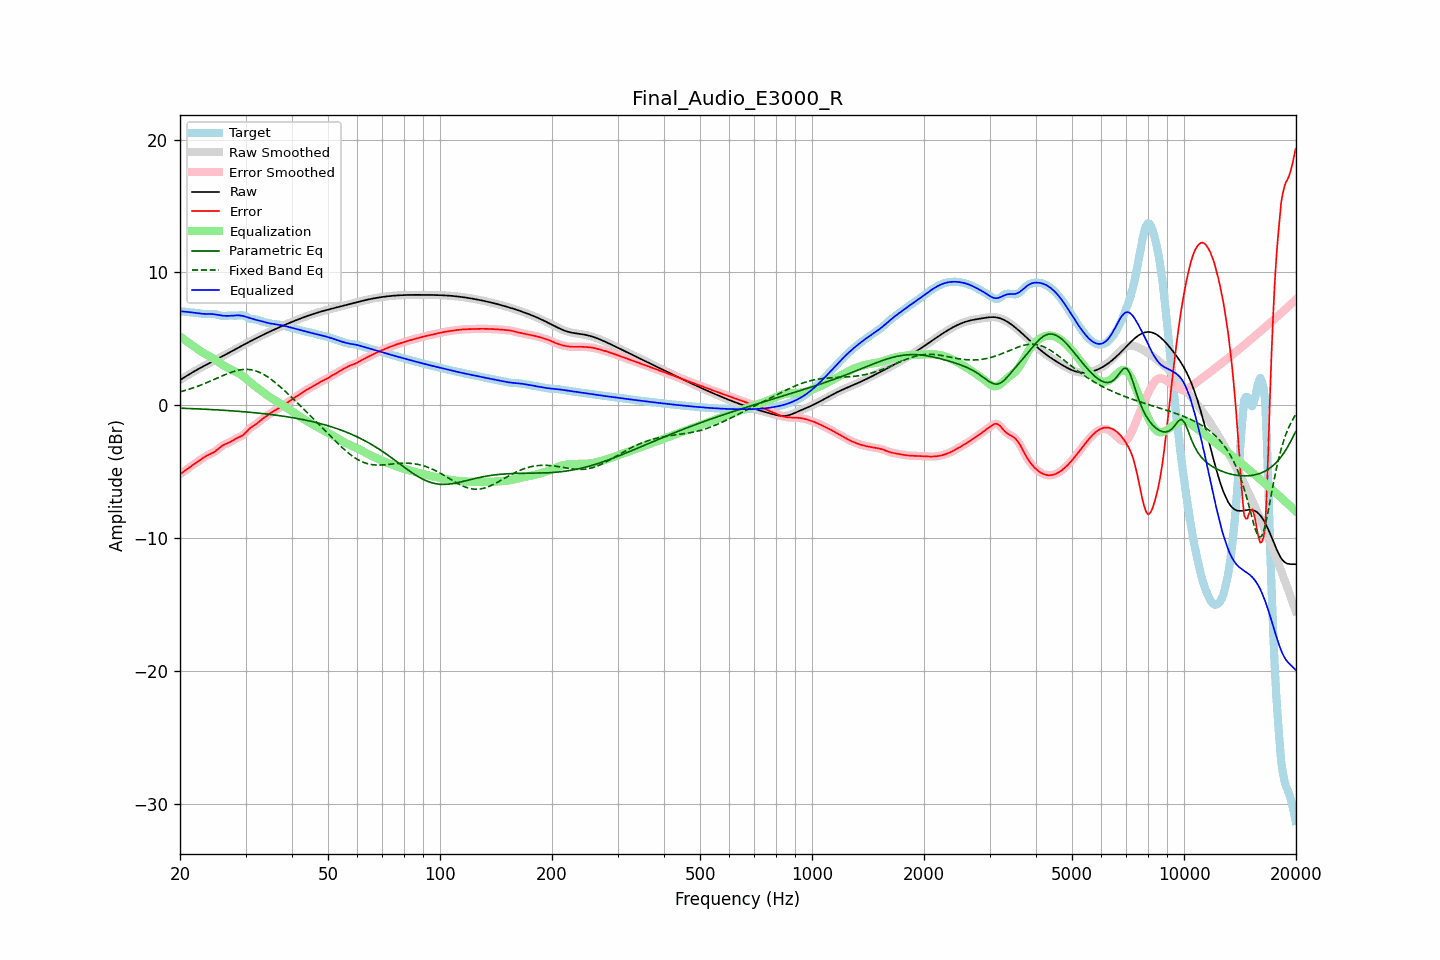 Final_Audio_E3000_R
Target
Raw Smoothed
Error Smoothed
Raw
Error
Equalization
Parametric Eq
Fixed Band Eq
Equalized
20
10
0
−10
−20
−30
Amplitude (dBr)
20 50 100 200 500 1000 2000 5000 10000 20000
Frequency (Hz)